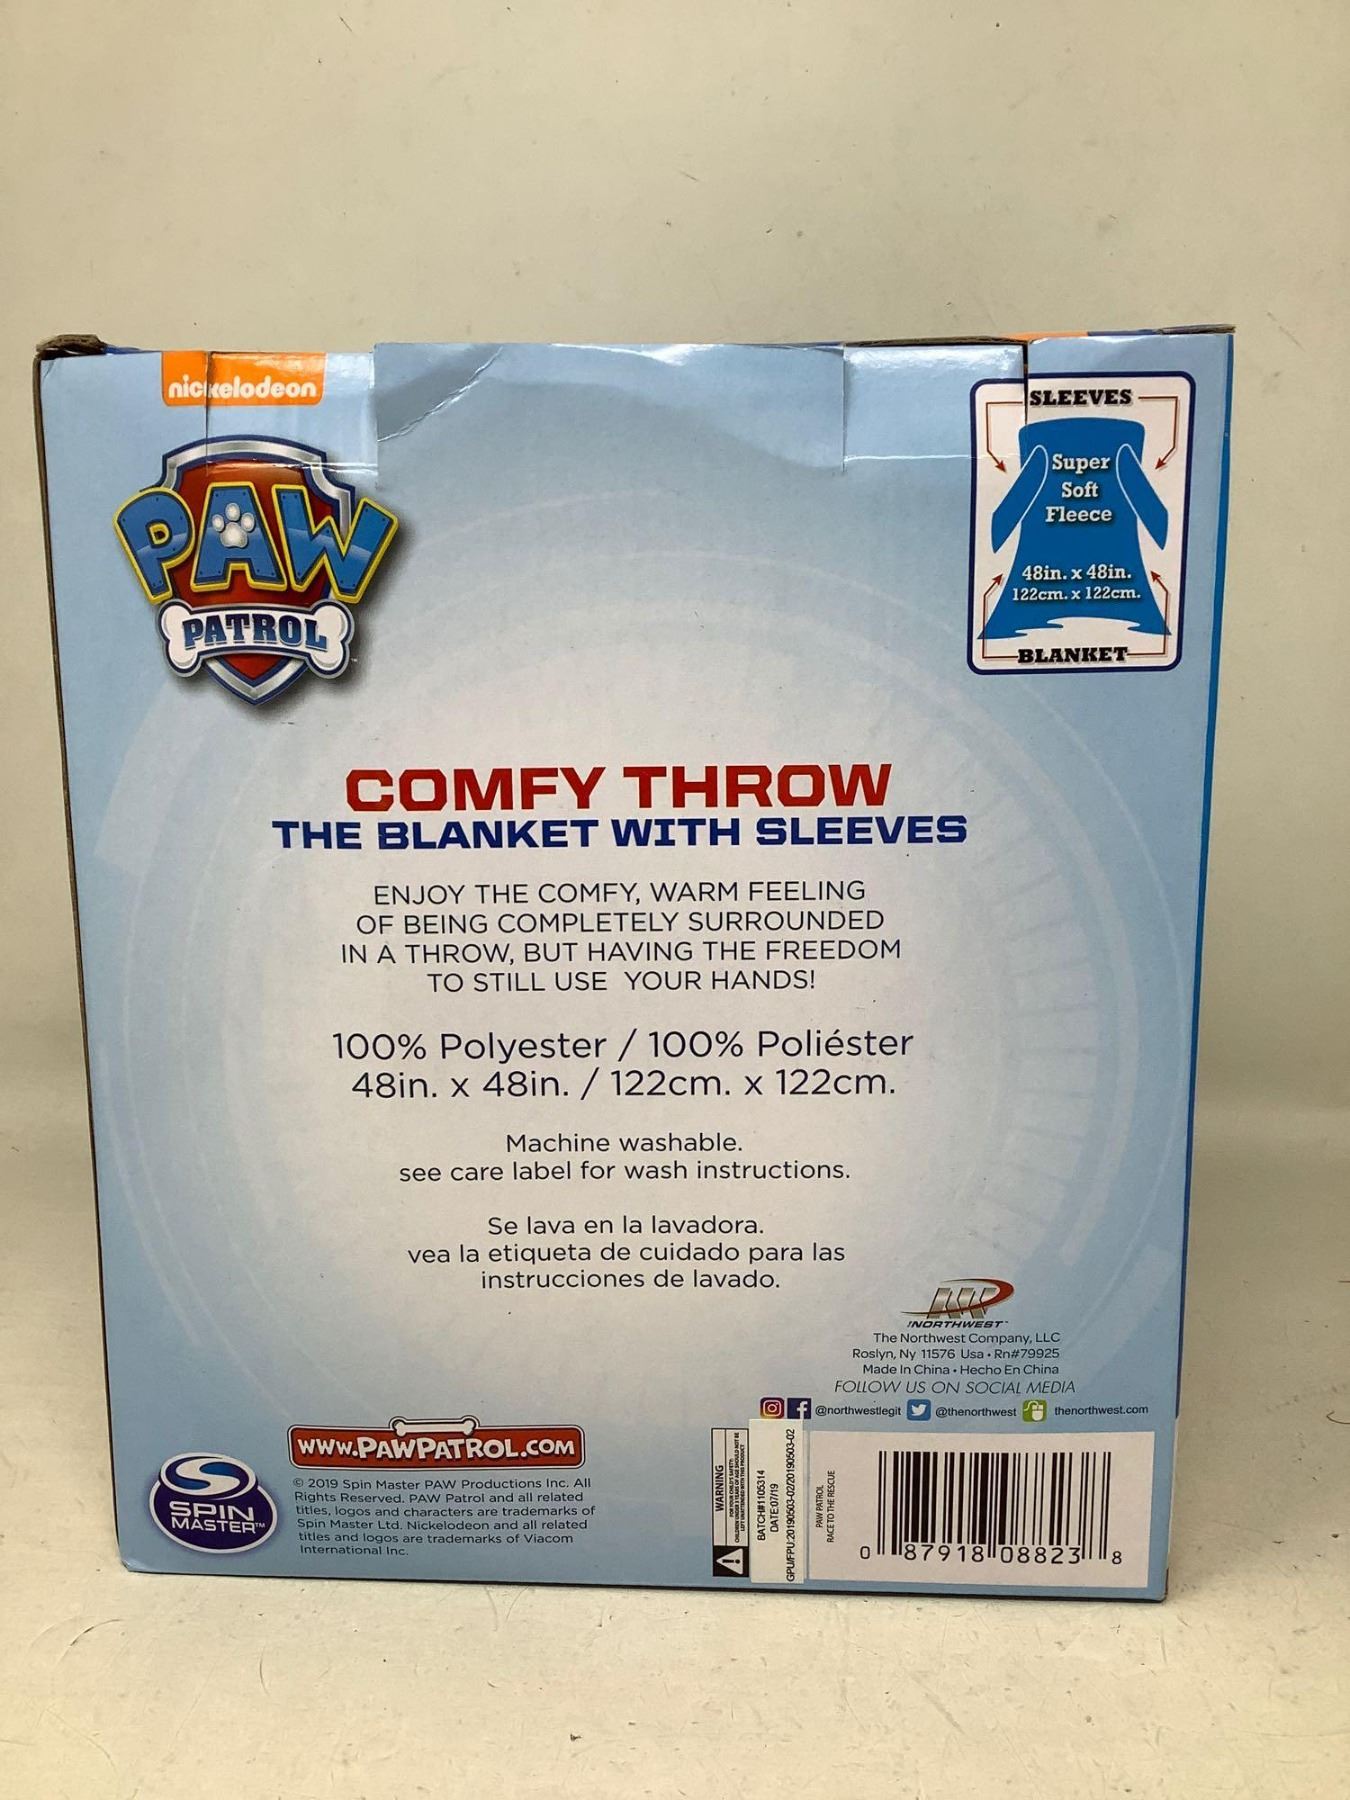 nickelodeon
PAW
PATROL
SLEEVES
Super
Soft
Fleece
48in. x 48in.
122cm. x 122cm.
BLANKET
COMFY THROW
THE BLANKET WITH SLEEVES
ENJOY THE COMFY, WARM FEELING
OF BEING COMPLETELY SURROUNDED
IN A THROW, BUT HAVING THE FREEDOM
TO STILL USE YOUR HANDS!
100% Polyester / 100% Poliéster
48in. x 48in. / 122cm. x 122cm.
Machine washable.
see care label for wash instructions.
Se lava en la lavadora.
vea la etiqueta de cuidado para las
instrucciones de lavado.
NORTHWEST
The Northwest Company, LLC
Roslyn, Ny 11576 Usa • Rn#79925
Made In China • Hecho En China
FOLLOW US ON SOCIAL MEDIA
@northwestlegit @thenorthwest thenorthwest.com
WWW.PAWPATROL.COM
SPIN
MASTER™
© 2019 Spin Master PAW Productions Inc. All
Rights Reserved. PAW Patrol and all related
titles, logos and characters are trademarks of
Spin Master Ltd. Nickelodeon and all related
titles and logos are trademarks of Viacom
International Inc.
WARNING
BATCH#1105314
DATE:07/19
GPU/FPU:20190503-02/20190503-02
PAW PATROL
RACE TO THE RESCUE
0 87918 08823 8